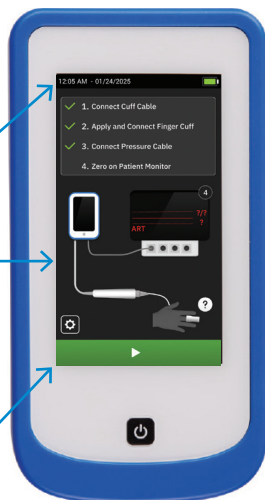 12:05 AM - 01/24/2025
1. Connect Cuff Cable
2. Apply and Connect Finger Cuff
3. Connect Pressure Cable
4. Zero on Patient Monitor
4
?/?
?
ART
?